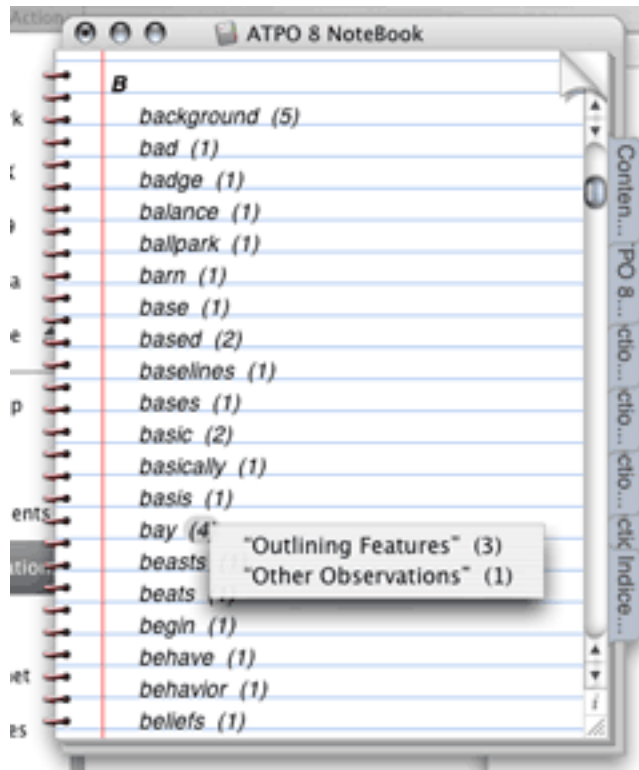 Action
ATPO 8 NoteBook
B
background (5)
bad (1)
badge (1)
balance (1)
ballpark (1)
barn (1)
base (1)
based (2)
baselines (1)
bases (1)
basic (2)
basically (1)
basis (1)
bay (4
"Outlining Features" (3)
"Other Observations" (1)
beasts
beats
begin (1)
behave (1)
behavior (1)
beliefs (1)
Conten...
PO 8...
ctio...
ctio...
ctio...
ctic
Indice...
ents
i